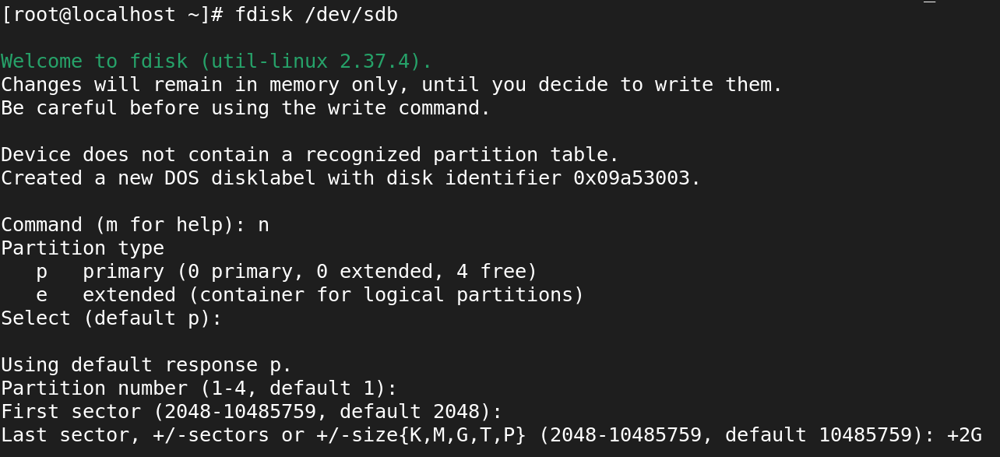 [root@localhost ~]# fdisk /dev/sdb
Welcome to fdisk (util-linux 2.37.4).
Changes will remain in memory only, until you decide to write them.
Be careful before using the write command.
Device does not contain a recognized partition table.
Created a new DOS disklabel with disk identifier 0x09a53003.
Command (m for help): n
Partition type
   p   primary (0 primary, 0 extended, 4 free)
   e   extended (container for logical partitions)
Select (default p):
Using default response p.
Partition number (1-4, default 1):
First sector (2048-10485759, default 2048):
Last sector, +/-sectors or +/-size{K,M,G,T,P} (2048-10485759, default 10485759): +2G